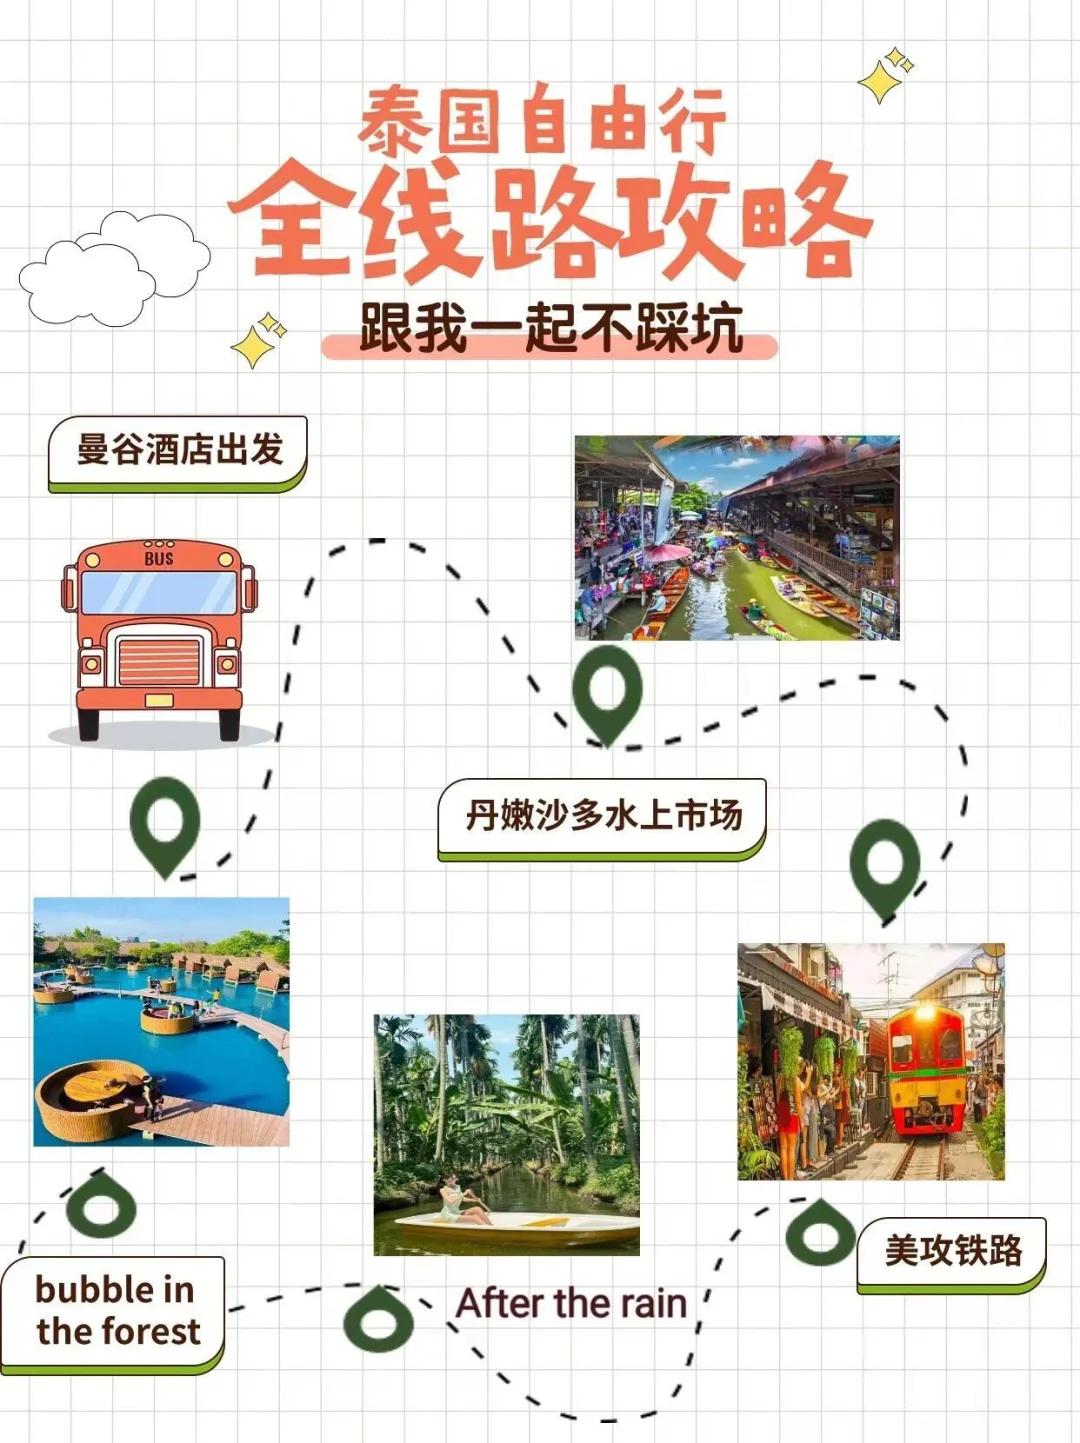 泰国自由行
全线路攻略
跟我一起不踩坑
曼谷酒店出发
BUS
丹嫩沙多水上市场
美攻铁路
After the rain
bubble in
the forest